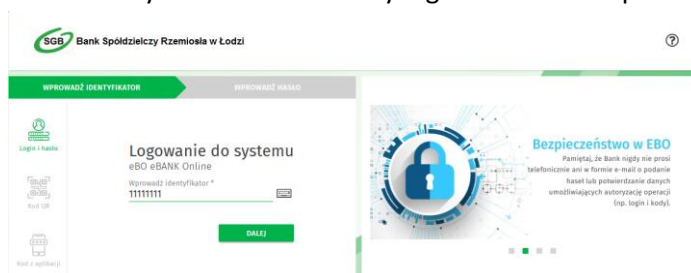 SGB Bank Spółdzielczy Rzemiosła w Łodzi
?
WPROWADŹ IDENTYFIKATOR
WPROWADŹ HASŁO
Login i hasło
Kod QR
Kod z aplikacji
Logowanie do systemu
eBO eBANK Online
Wprowadź identyfikator *
11111111
DALEJ
Bezpieczeństwo w EBO
Pamiętaj, że Bank nigdy nie prosi
telefonicznie ani w formie e-mail o podanie
haseł lub potwierdzanie danych
umożliwiających autoryzację operacji
(np. login i kody).